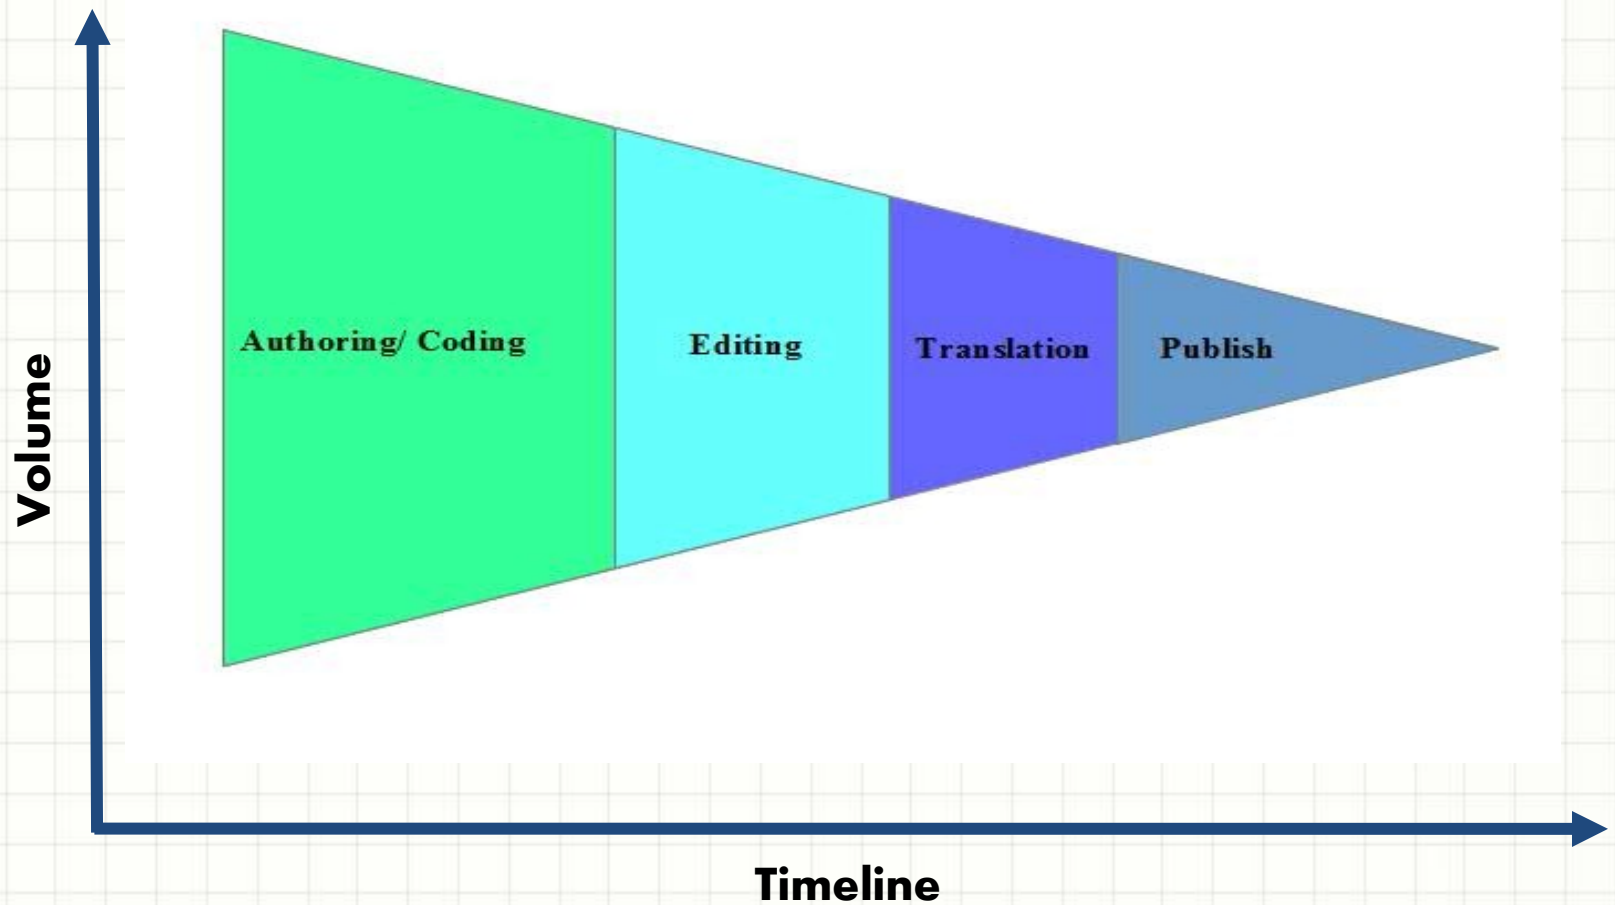 Volume
Authoring/ Coding
Editing
Translation
Publish
Timeline